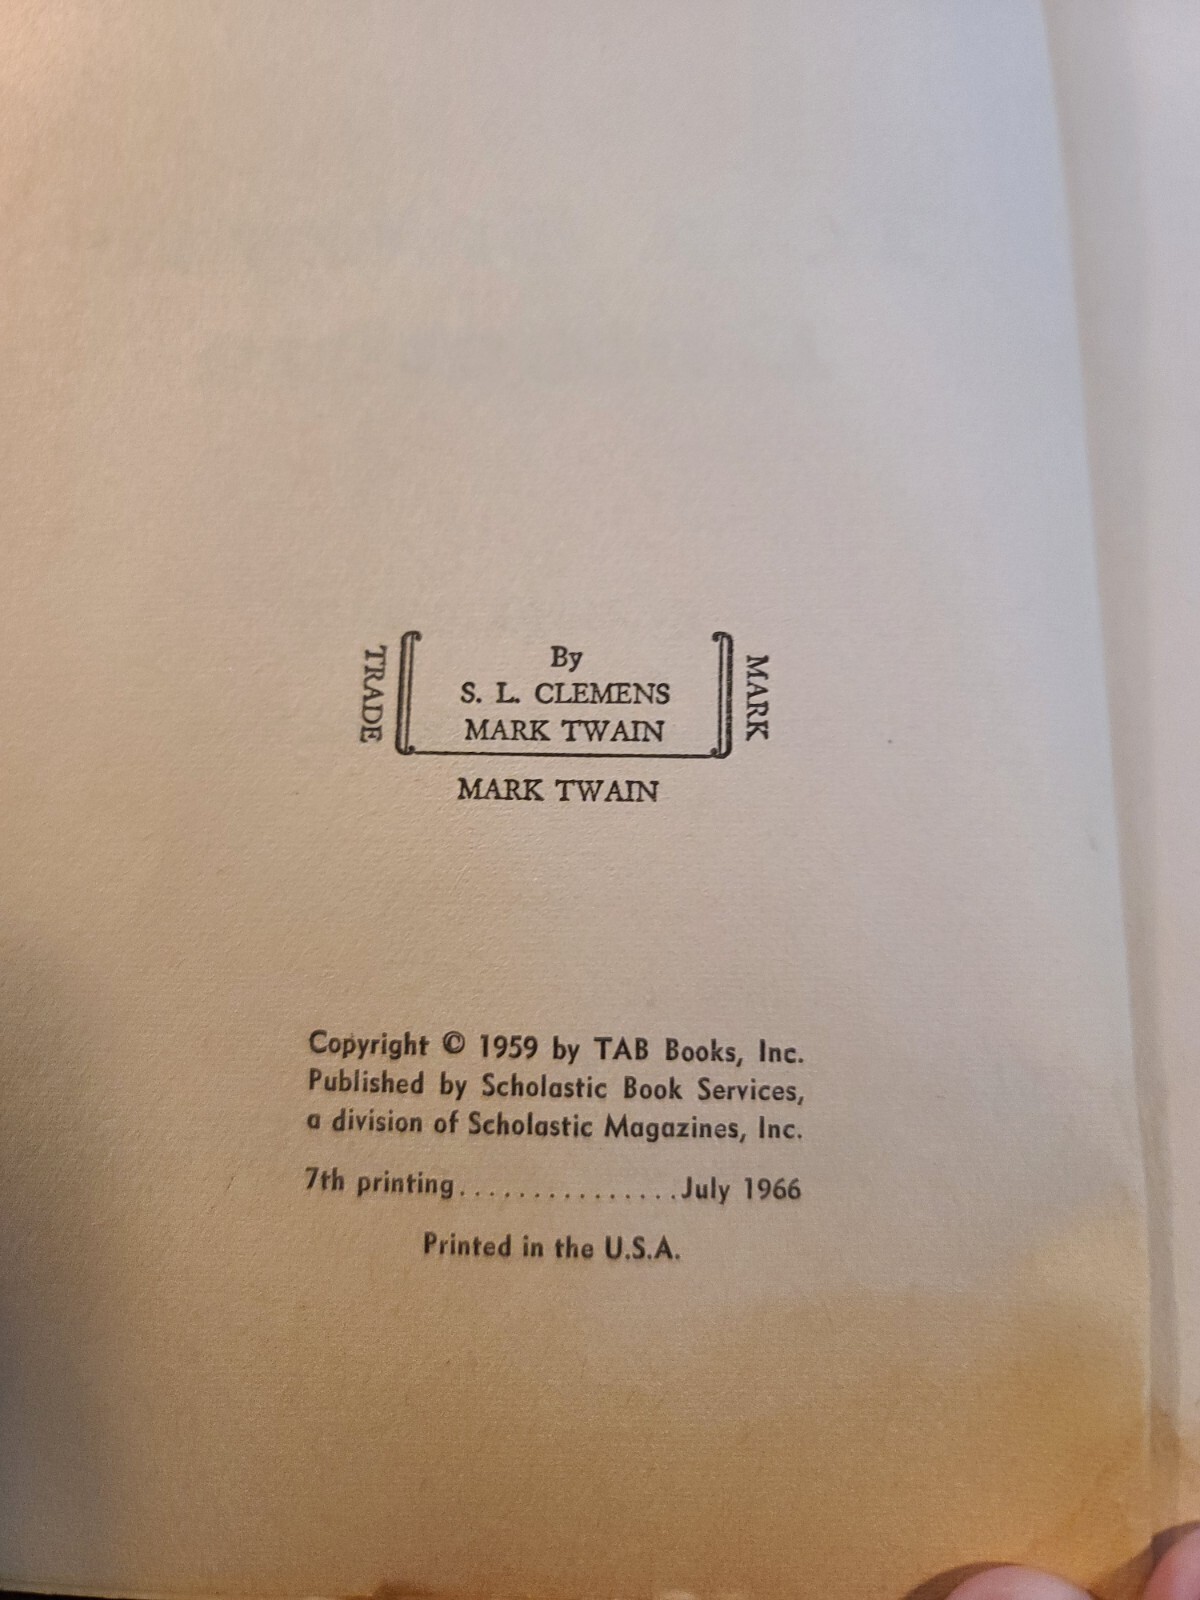 TRADE
By
S. L. CLEMENS
MARK TWAIN
MARK
MARK TWAIN
Copyright © 1959 by TAB Books, Inc.
Published by Scholastic Book Services,
a division of Scholastic Magazines, Inc.
7th printing...............July 1966
Printed in the U.S.A.